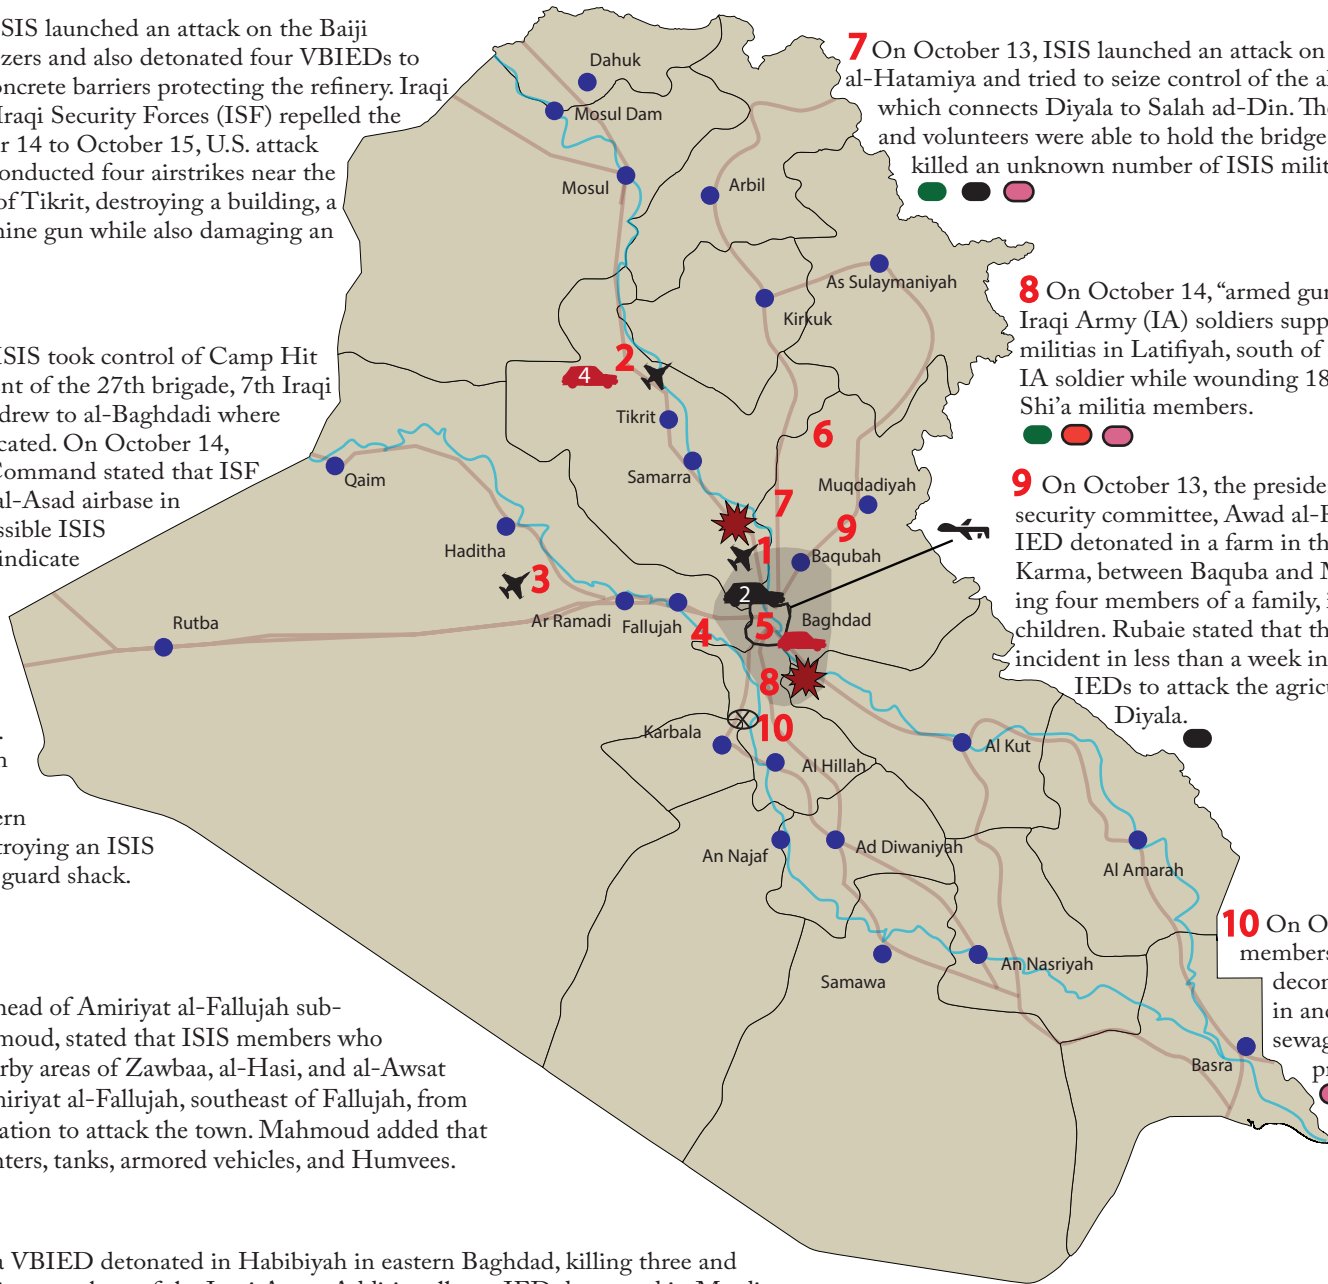 SIS launched an attack on the Baiji
zers and also detonated four VBIEDs to
oncrete barriers protecting the refinery. Iraqi
Iraqi Security Forces (ISF) repelled the
r 14 to October 15, U.S. attack
onducted four airstrikes near the
of Tikrit, destroying a building, a
hine gun while also damaging an
ISIS took control of Camp Hit
ent of the 27th brigade, 7th Iraqi
drew to al-Baghdadi where
cated. On October 14,
Command stated that ISF
al-Asad airbase in
ssible ISIS
indicate
.
n
ern
troying an ISIS
guard shack.
head of Amiriyat al-Fallujah sub-
moud, stated that ISIS members who
rby areas of Zawbaa, al-Hasi, and al-Awsat
miriyat al-Fallujah, southeast of Fallujah, from
ation to attack the town. Mahmoud added that
nters, tanks, armored vehicles, and Humvees.
a VBIED detonated in Habibiyah in eastern Baghdad, killing three and
Dahuk
Mosul Dam
Mosul
Arbil
As Sulaymaniyah
Kirkuk
2
4
Tikrit
6
Samarra
Muqdadiyah
7
9
Qaim
Haditha
1
Baqubah
3
2
Ar Ramadi
Fallujah
4
5
Baghdad
Rutba
8
10
Karbala
Al Kut
Al Hillah
An Najaf
Ad Diwaniyah
Al Amarah
Samawa
An Nasriyah
Basra
7 On October 13, ISIS launched an attack on
al-Hatamiya and tried to seize control of the al
which connects Diyala to Salah ad-Din. The
and volunteers were able to hold the bridge
killed an unknown number of ISIS milit
8 On October 14, “armed gun
Iraqi Army (IA) soldiers supp
militias in Latifiyah, south of
IA soldier while wounding 18
Shi’a militia members.
9 On October 13, the preside
security committee, Awad al-R
IED detonated in a farm in th
Karma, between Baquba and M
ing four members of a family, i
children. Rubaie stated that th
incident in less than a week in
IEDs to attack the agricu
Diyala.
10 On O
members
decon
in and
sewag
pr